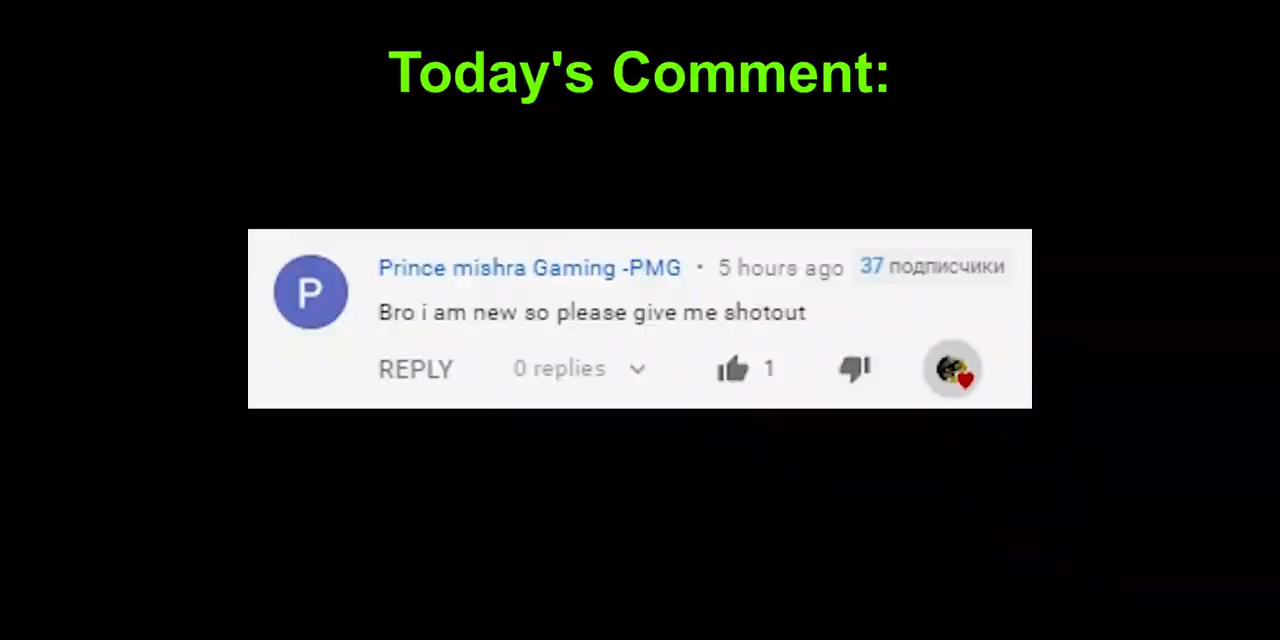 Today's Comment:
P
Prince mishra Gaming -PMG · 5 hours ago 37 подписчики
Bro i am new so please give me shotout
REPLY 0 replies 1